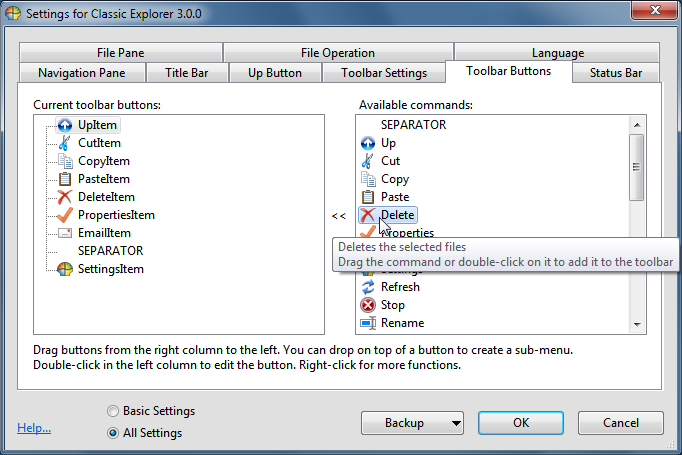 Settings for Classic Explorer 3.0.0
File Pane
File Operation
Language
Navigation Pane
Title Bar
Up Button
Toolbar Settings
Toolbar Buttons
Status Bar
Current toolbar buttons:
UpItem
CutItem
CopyItem
PasteItem
DeleteItem
PropertiesItem
EmailItem
SEPARATOR
SettingsItem
<<
Available commands:
SEPARATOR
Up
Cut
Copy
Paste
Delete
Properties
Deletes the selected files
Drag the command or double-click on it to add it to the toolbar
Settings
Refresh
Stop
Rename
Drag buttons from the right column to the left. You can drop on top of a button to create a sub-menu.
Double-click in the left column to edit the button. Right-click for more functions.
Help...
Basic Settings
All Settings
Backup
OK
Cancel